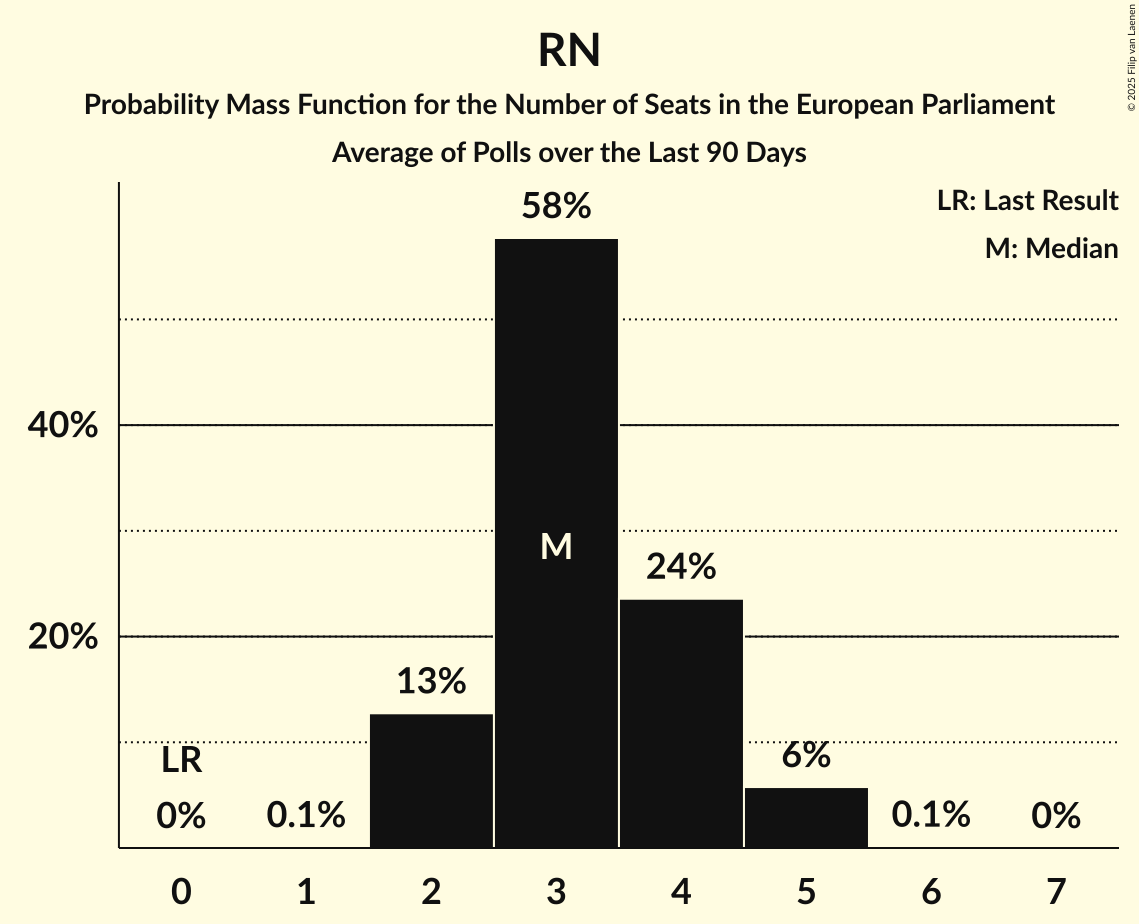 RN
Probability Mass Function for the Number of Seats in the European Parliament
Average of Polls over the Last 90 Days
© 2025 Filip van Laenen
LR: Last Result
M: Median
58%
40%
M
24%
20%
13%
LR
6%
0%
0.1%
0.1%
0%
0 1 2 3 4 5 6 7